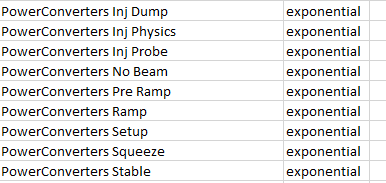 PowerConverters Inj Dump exponential
PowerConverters Inj Physics exponential
PowerConverters Inj Probe exponential
PowerConverters No Beam exponential
PowerConverters Pre Ramp exponential
PowerConverters Ramp exponential
PowerConverters Setup exponential
PowerConverters Squeeze exponential
PowerConverters Stable exponential